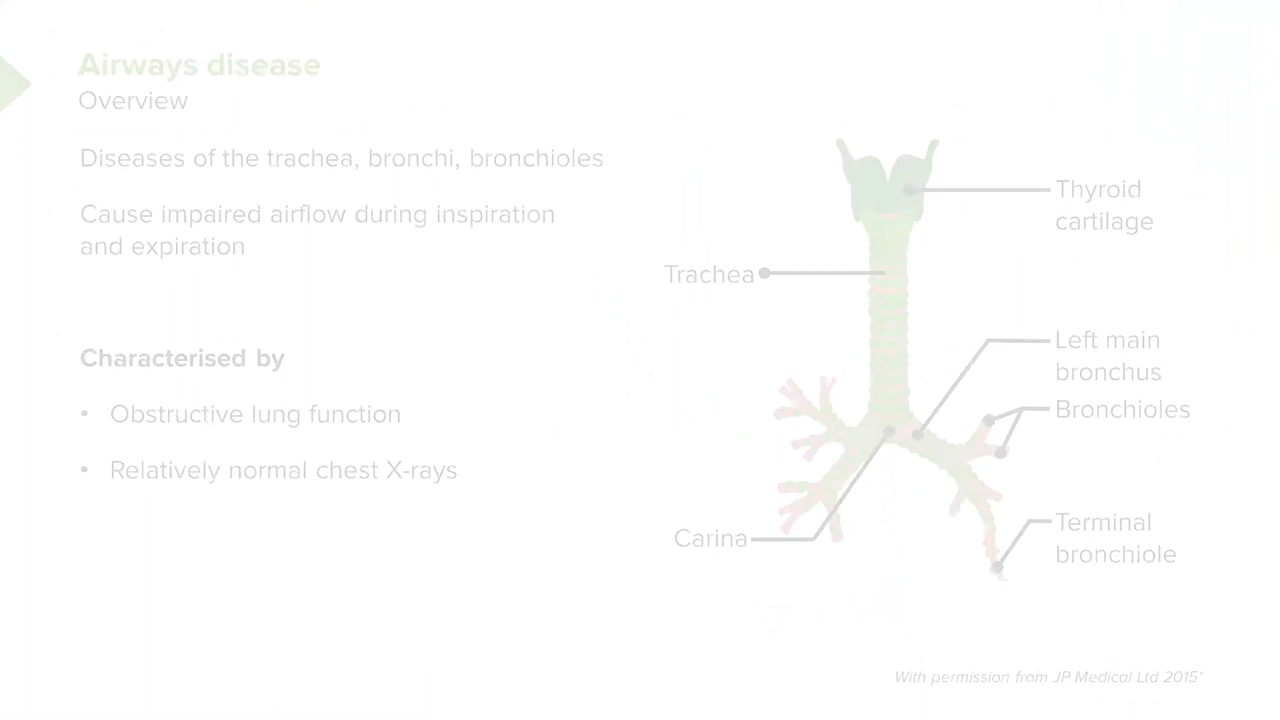 Airways disease
Overview
Diseases of the trachea, bronchi, bronchioles
Cause impaired airflow during inspiration
and expiration
Characterised by
• Obstructive lung function
• Relatively normal chest X-rays
Thyroid
cartilage
Trachea
Left main
bronchus
Bronchioles
Carina
Terminal
bronchiole
With permission from JP Medical Ltd 2015*